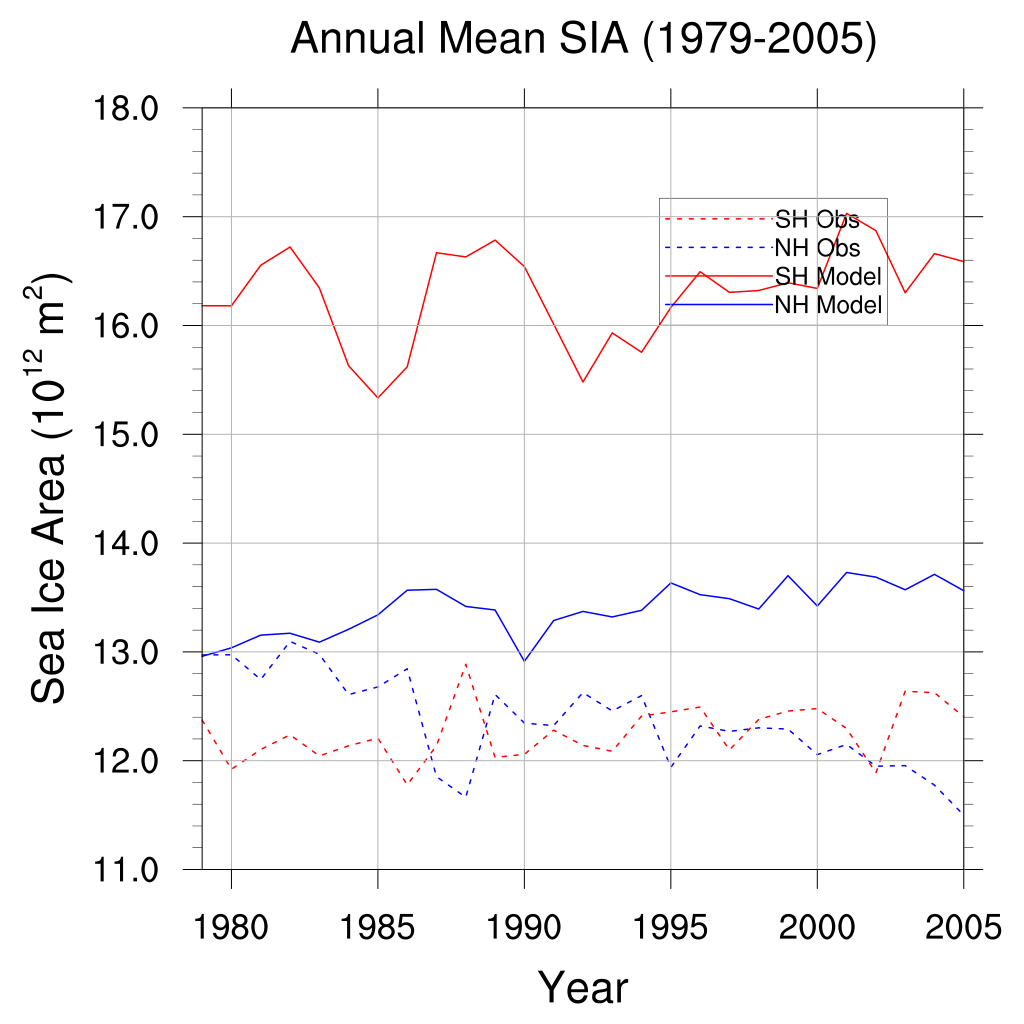 Annual Mean SIA (1979-2005)
Sea Ice Area (10¹² m²)
18.0
17.0
16.0
15.0
14.0
13.0
12.0
11.0
SH Obs
NH Obs
SH Model
NH Model
1980 1985 1990 1995 2000 2005
Year